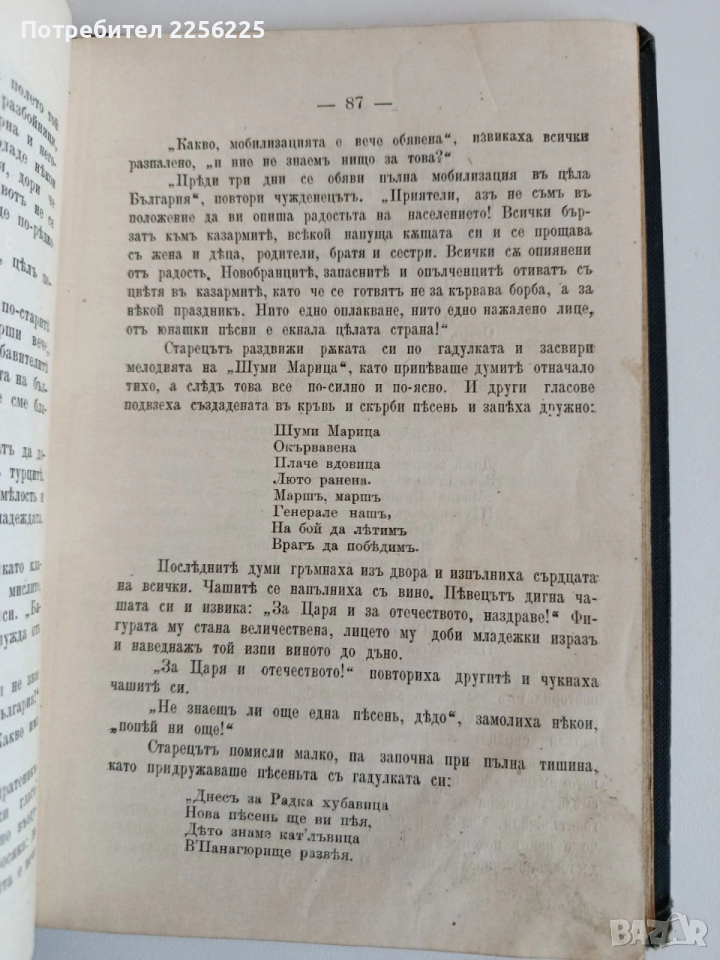 Потребител 2256225
— 87 —
„Какво, мобилизацията е вече обявена“, извикаха всички
разпалено, „и ние не знаем нищо за това?“
„Прѣди три дни се обяви пълна мобилизация въ цѣла
България“, повтори чужденецътъ. „Приятели, азъ не съмъ въ
положение да ви опиша радостьта на населението! Всички бър-
затъ къмъ казармитѣ, всѣкой напуща кѫщата си и се прощава
съ жена и дѣца, родители, братя и сестри. Всички сѫ опиянени
отъ радость. Новобранцитѣ, запаснитѣ и опълченцитѣ отиватъ съ
цвѣтя въ казармитѣ, като че се готвятъ не за кървава борба, а за
нѣкой праздникъ. Нито едно оплакване, нито едно нажалено лице,
отъ юнашки пѣсни е екнала цѣлата страна!“
Старецътъ раздвижи рѫката си по гадулката и засвири
мелодията на „Шуми Марица“, като припѣваше думитѣ отначало
тихо, а слѣдъ това все по-силно и по-ясно. И други гласове
подвзеха създадената въ кръвь и скърби пѣсень и запѣха дружно:
Шуми Марица
Окървавена
Плаче вдовица
Люто ранена.
Маршъ, маршъ
Генерале нашъ,
На бой да лѣтимъ
Врагъ да побѣдимъ.
Послѣднитѣ думи гръмнаха изъ двора и изпълниха сърдцата
на всички. Чашитѣ се напълниха съ вино. Пѣвецътъ дигна ча-
шата си и извика: „За Царя и за отечеството, наздраве!“ Фи-
гурата му стана величествена, лицето му доби младежки изразъ
и наведнажъ той изпи виното до дъно.
„За Царя и отечеството!“ повториха другитѣ и чукнаха
чашитѣ си.
„Не знаешъ ли още една пѣсень, дѣдо“, замолиха нѣкои,
„попѣй ни още!“
Старецътъ помисли малко, па започна при пълна тишина,
като придружаваше пѣсеньта съ гадулката си:
„Днесъ за Радка хубавица
Нова пѣсень ще ви пѣя,
Дѣто знаме кат’лъвица
В’Панагюрище развѣя.
BAZAR